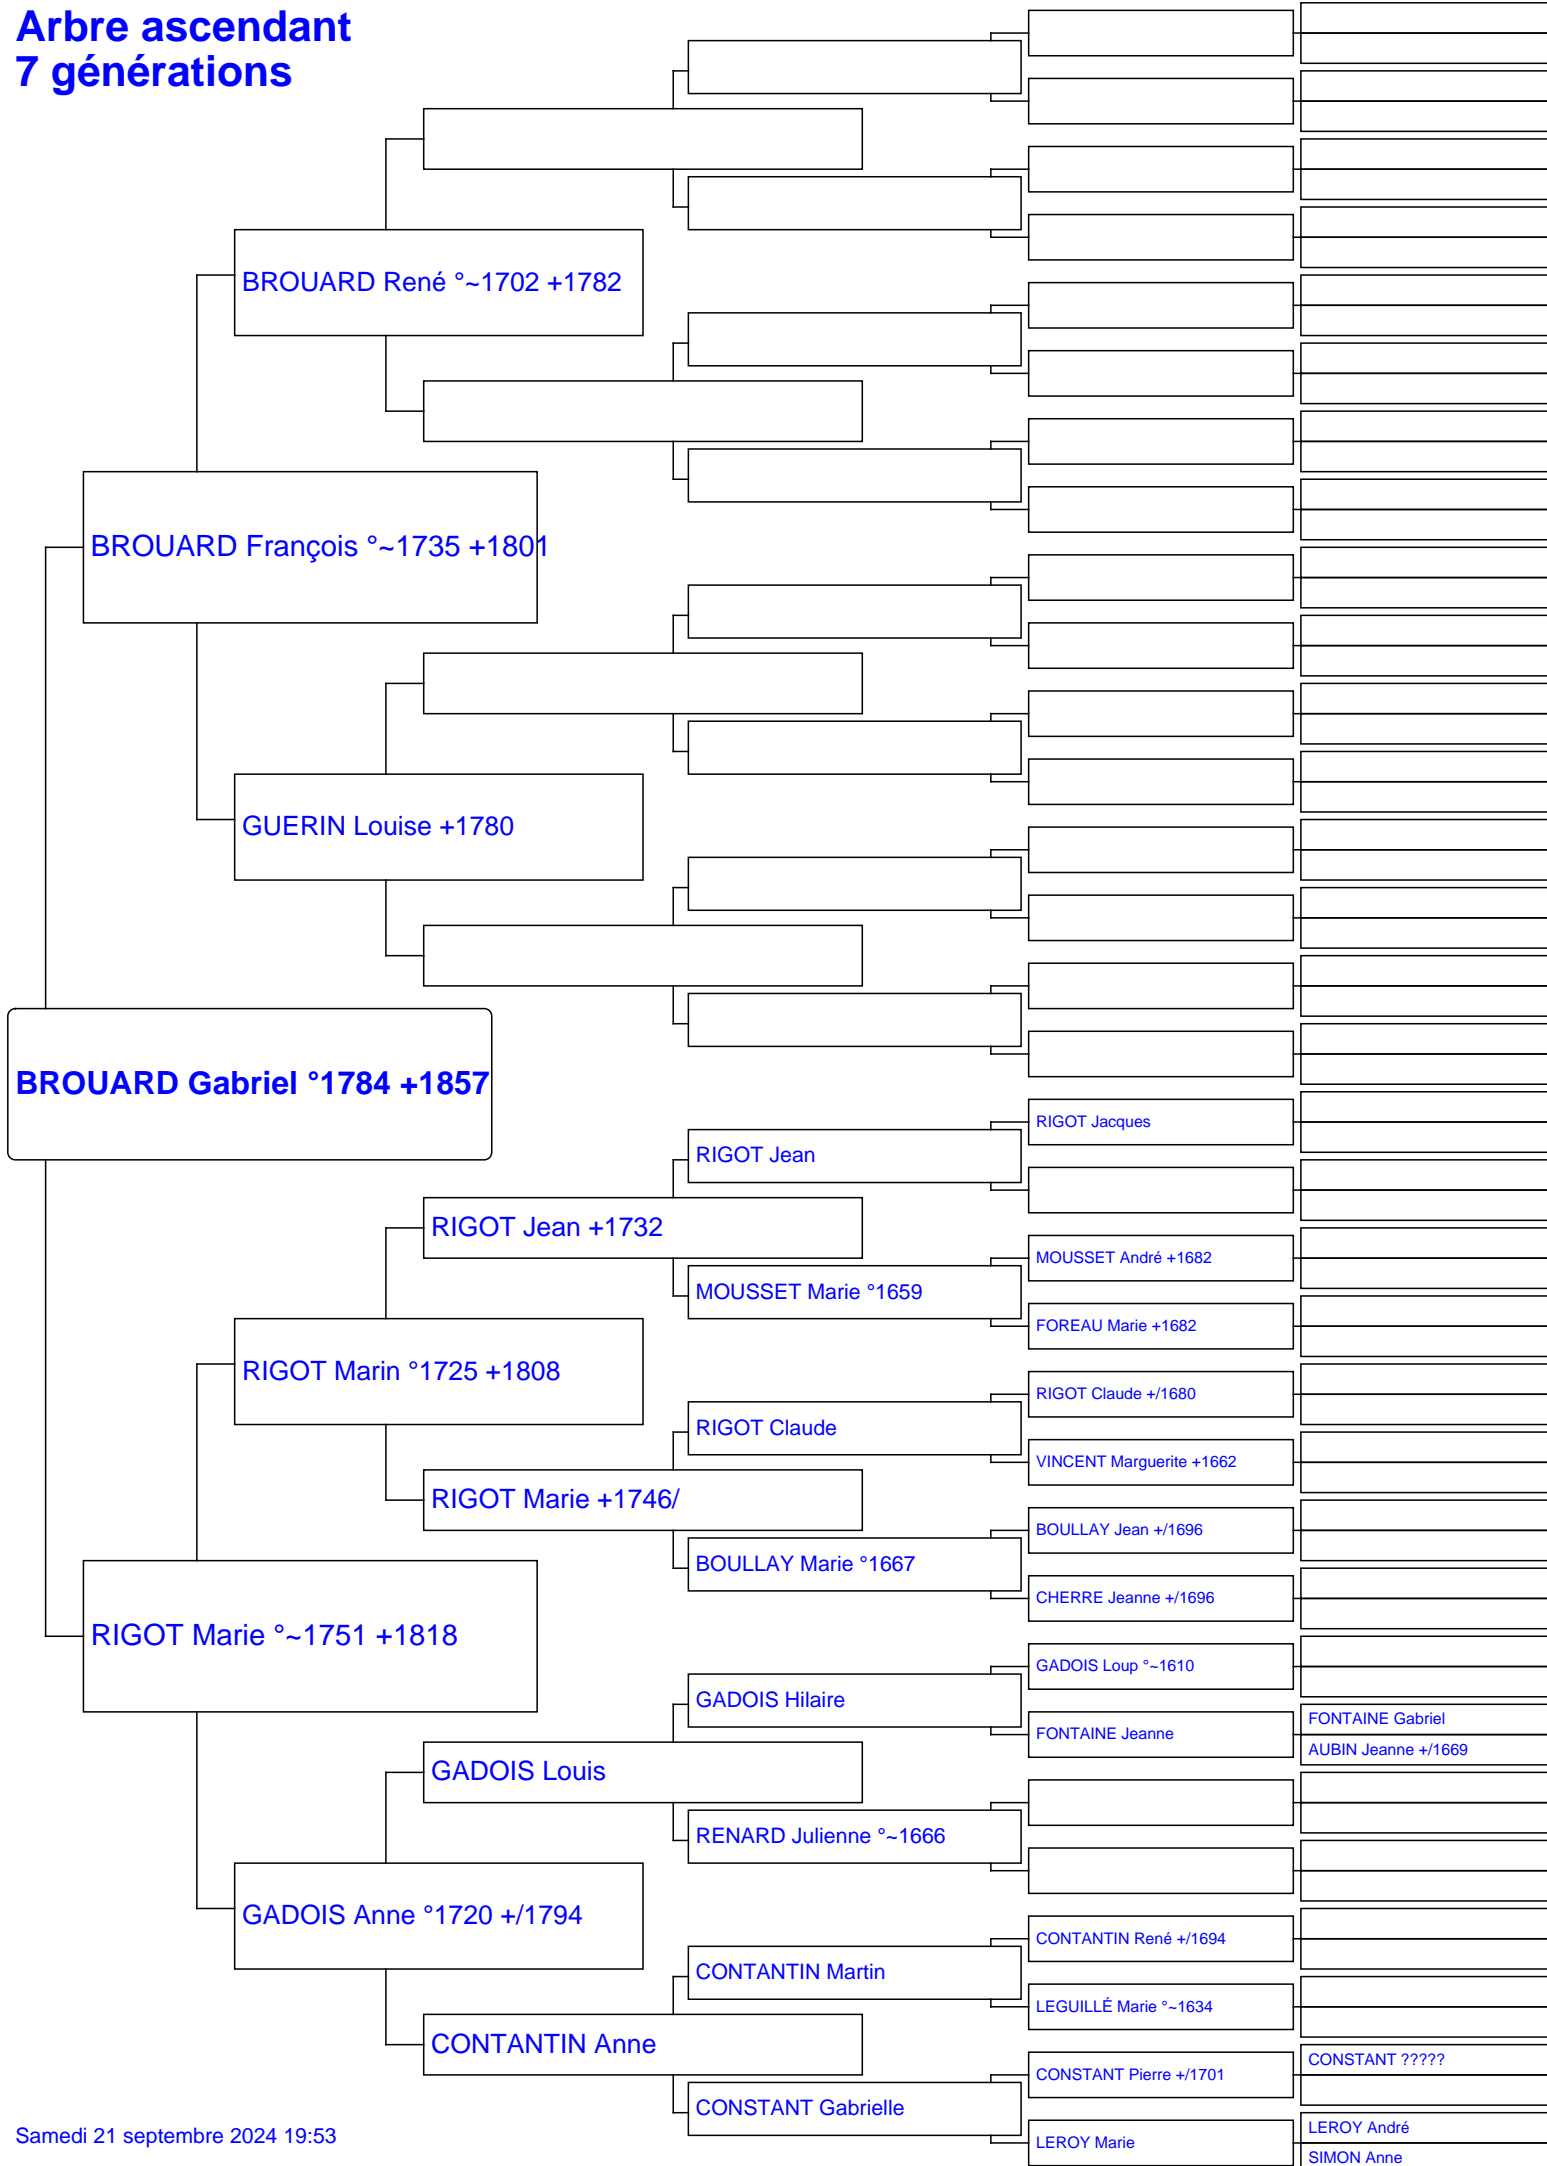 Arbre ascendant
7 générations
BROUARD René °~1702 +1782
BROUARD François °~1735 +1801
GUERIN Louise +1780
BROUARD Gabriel °1784 +1857
RIGOT Jacques
RIGOT Jean
RIGOT Jean +1732
MOUSSET André +1682
MOUSSET Marie °1659
FOREAU Marie +1682
RIGOT Marin °1725 +1808
RIGOT Claude +/1680
RIGOT Claude
VINCENT Marguerite +1662
RIGOT Marie +1746/
BOULLAY Jean +/1696
BOULLAY Marie °1667
CHERRE Jeanne +/1696
RIGOT Marie °~1751 +1818
GADOIS Loup °~1610
GADOIS Hilaire
FONTAINE Gabriel
FONTAINE Jeanne
AUBIN Jeanne +/1669
GADOIS Louis
RENARD Julienne °~1666
GADOIS Anne °1720 +/1794
CONTANTIN René +/1694
CONTANTIN Martin
LEGUILLÉ Marie °~1634
CONTANTIN Anne
CONSTANT ?????
CONSTANT Pierre +/1701
CONSTANT Gabrielle
LEROY André
LEROY Marie
SIMON Anne
Samedi 21 septembre 2024 19:53